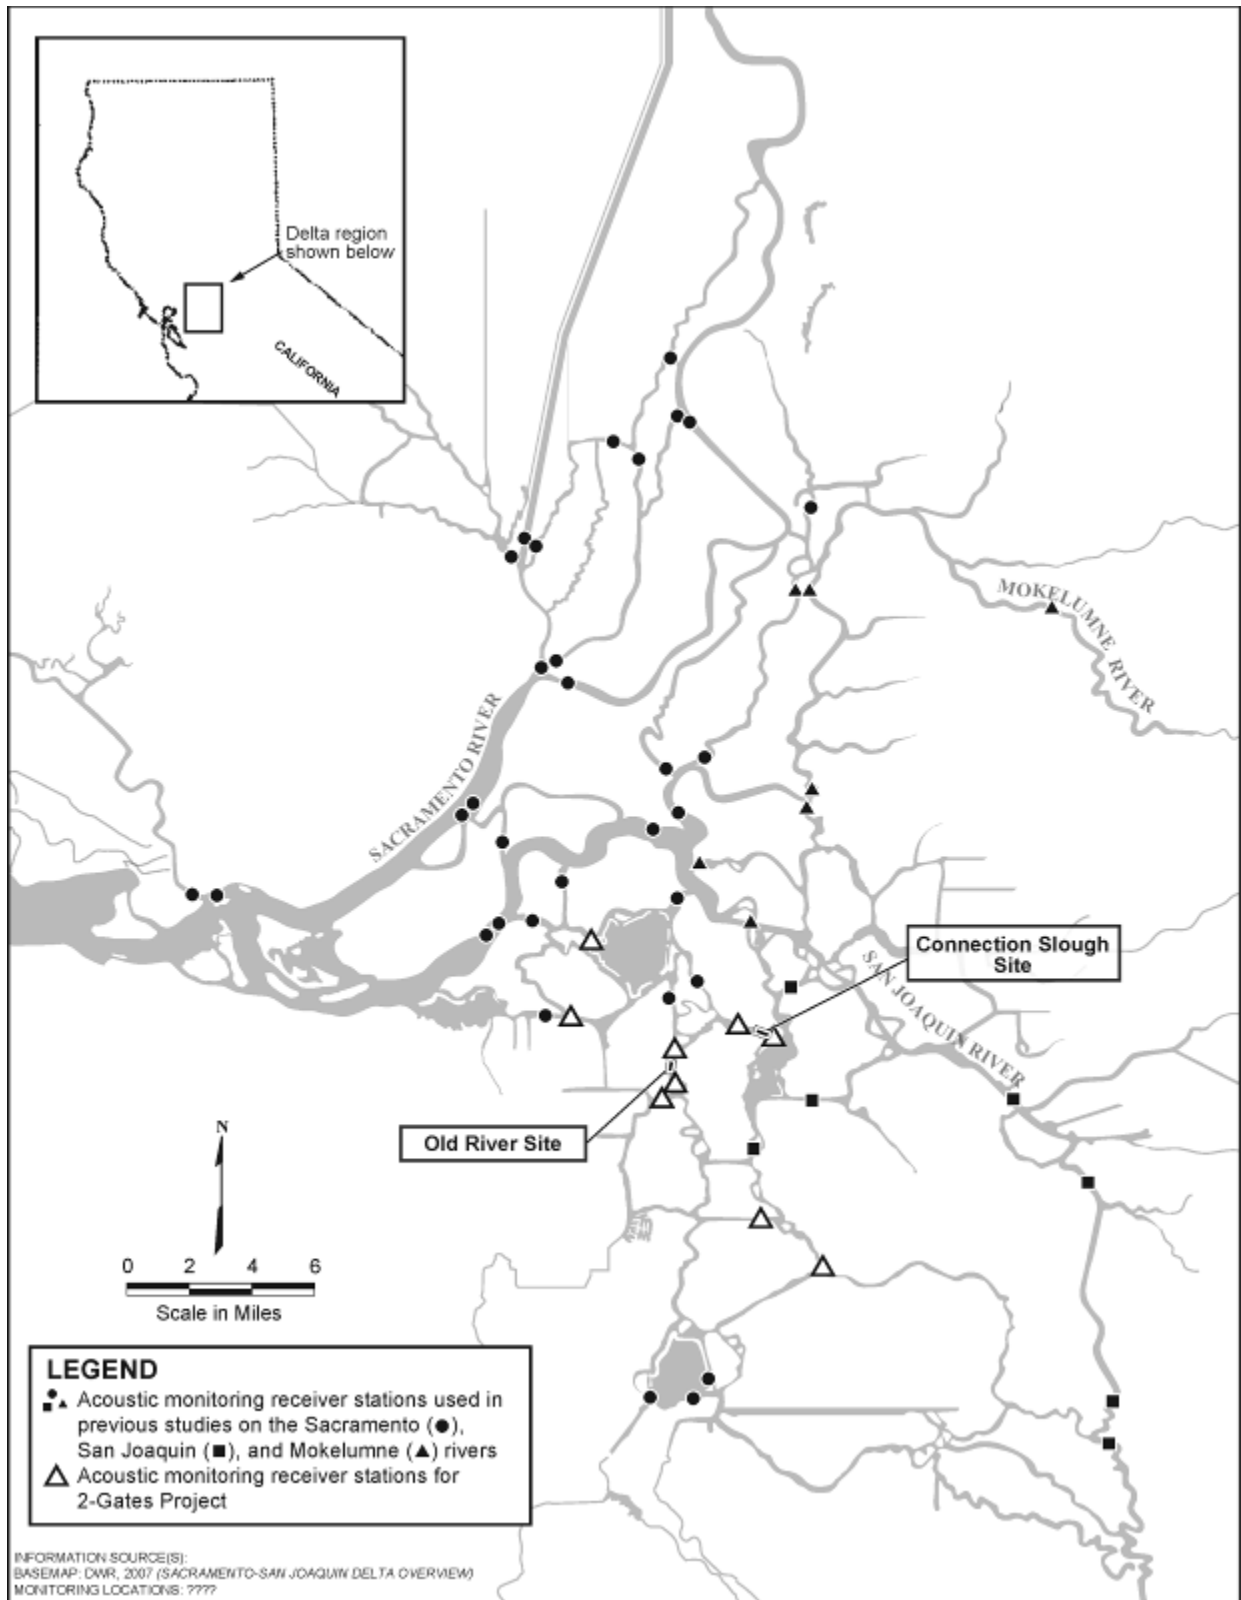 Delta region
shown below
CALIFORNIA
MOKELUMNE RIVER
SACRAMENTO RIVER
Connection Slough
Site
SAN JOAQUIN RIVER
Old River Site
N
0 2 4 6
Scale in Miles
LEGEND
Acoustic monitoring receiver stations used in
previous studies on the Sacramento (●),
San Joaquin (■), and Mokelumne (▲) rivers
Acoustic monitoring receiver stations for
2-Gates Project
INFORMATION SOURCE(S):
BASEMAP: DWR, 2007 (SACRAMENTO-SAN JOAQUIN DELTA OVERVIEW)
MONITORING LOCATIONS: ????